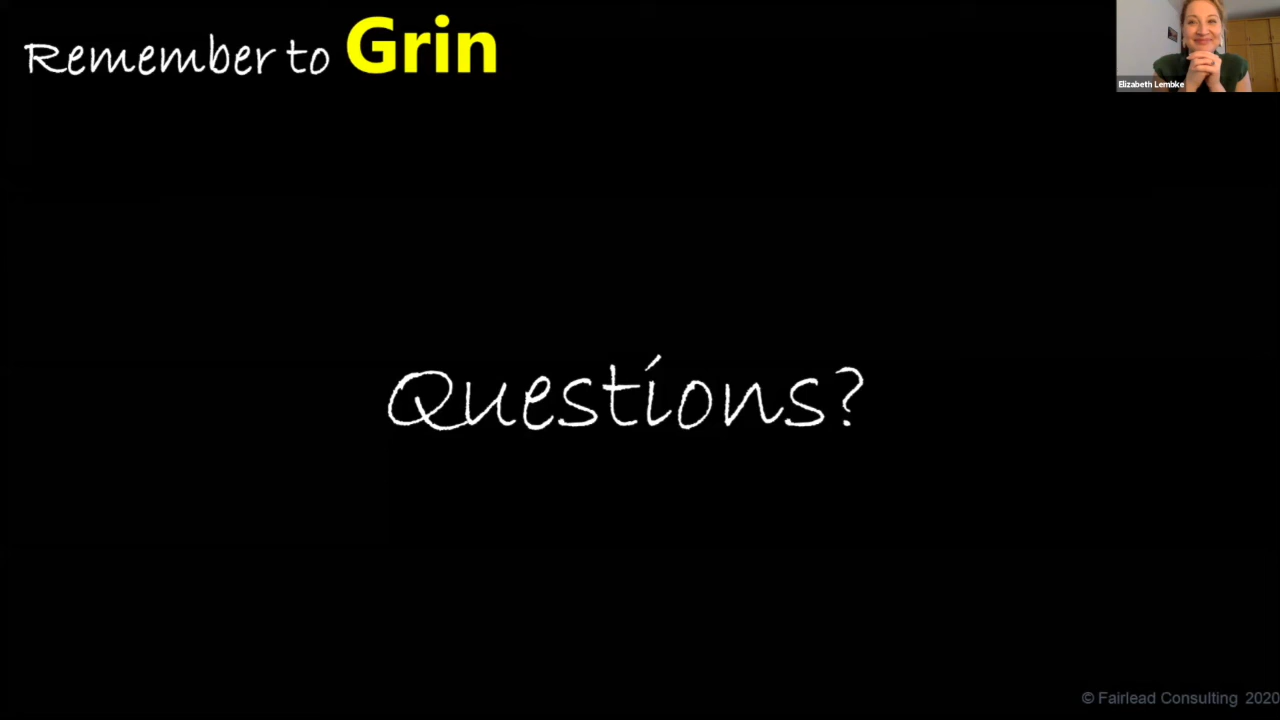 Remember to Grin
Elizabeth Lembke
Questions?
© Fairlead Consulting 2020